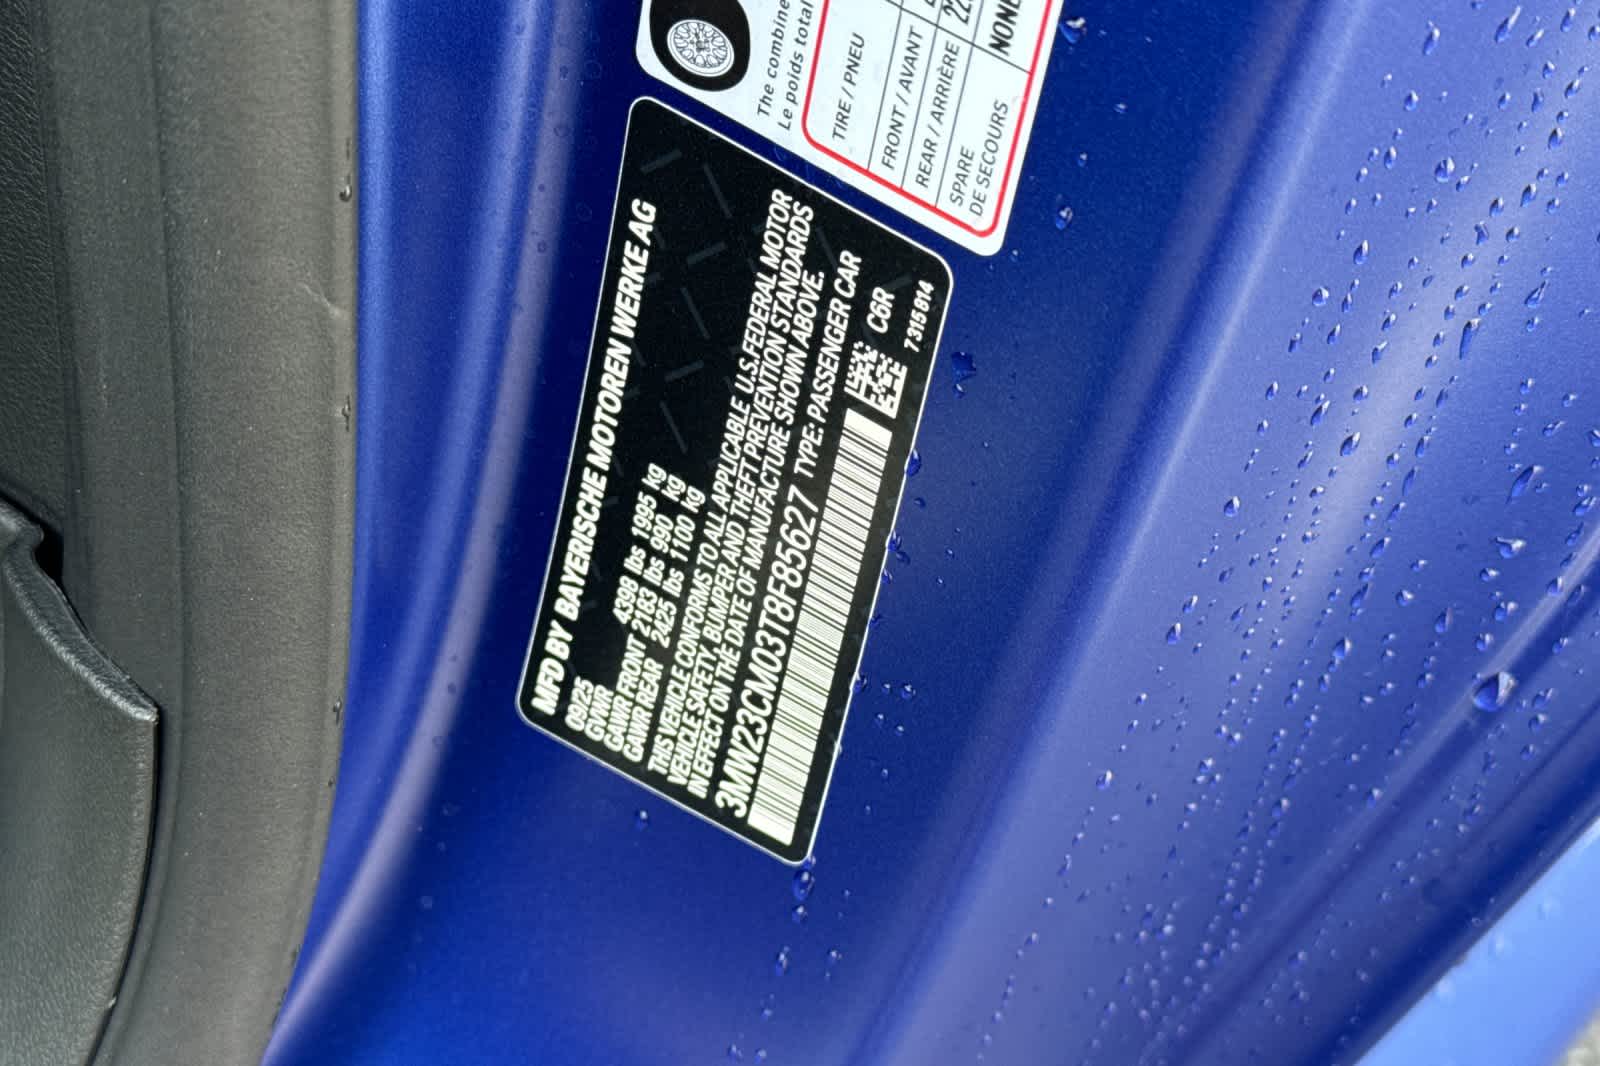 The combine
Le poids total
TIRE / PNEU
FRONT / AVANT
REAR / ARRIÈRE
SPARE
DE SECOURS
NONE
MFD BY BAYERISCHE MOTOREN WERKE AG
09/25
GVWR 4398 lbs 1995 kg
GAWR FRONT 2183 lbs 990 kg
GAWR REAR 2425 lbs 1100 kg
THIS VEHICLE CONFORMS TO ALL APPLICABLE U.S. FEDERAL MOTOR
VEHICLE SAFETY, BUMPER AND THEFT PREVENTION STANDARDS
IN EFFECT ON THE DATE OF MANUFACTURE SHOWN ABOVE.
3MW23CM03T8F85627 TYPE: PASSENGER CAR
C6R
7 315 814